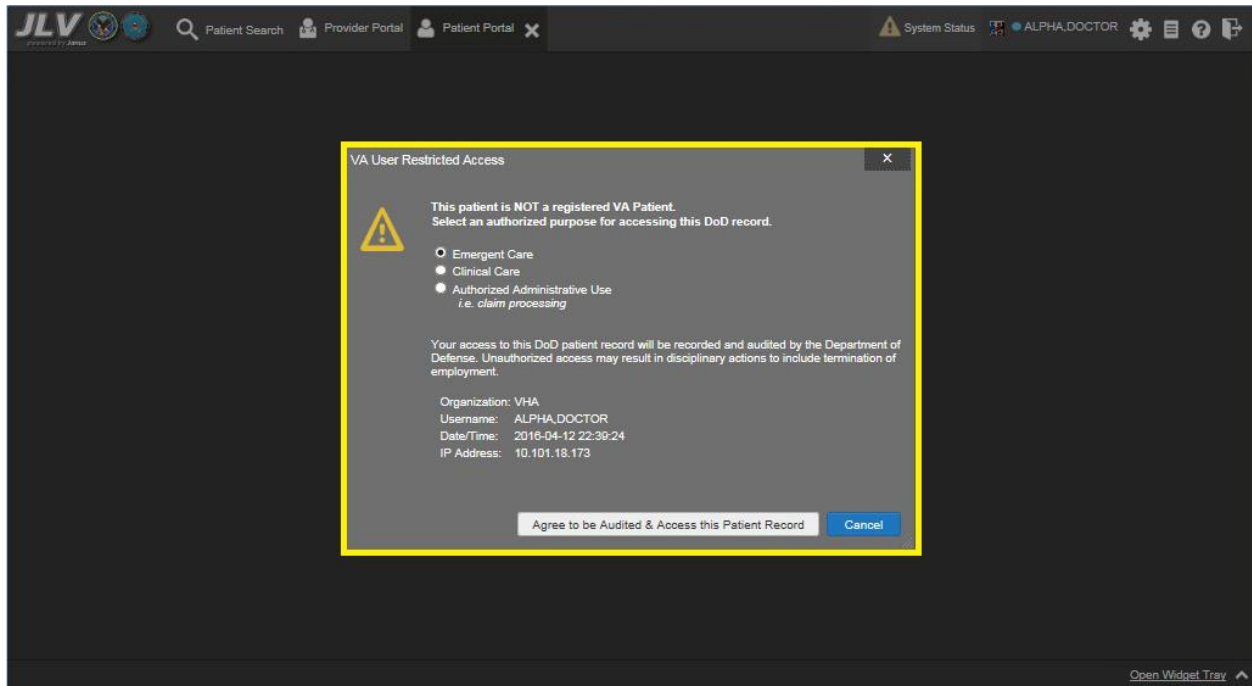 JLV
powered by Janus
Patient Search
Provider Portal
Patient Portal
System Status
ALPHA,DOCTOR
VA User Restricted Access
This patient is NOT a registered VA Patient.
Select an authorized purpose for accessing this DoD record.
Emergent Care
Clinical Care
Authorized Administrative Use
i.e. claim processing
Your access to this DoD patient record will be recorded and audited by the Department of
Defense. Unauthorized access may result in disciplinary actions to include termination of
employment.
Organization: VHA
Username: ALPHA,DOCTOR
Date/Time: 2016-04-12 22:39:24
IP Address: 10.101.18.173
Agree to be Audited & Access this Patient Record
Cancel
Open Widget Tray